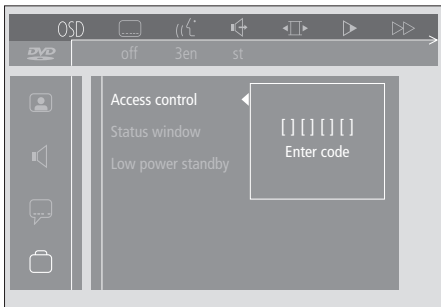 OSD
DVD
off 3en st
Access control
Status window
Low power standby
[ ] [ ] [ ] [ ]
Enter code